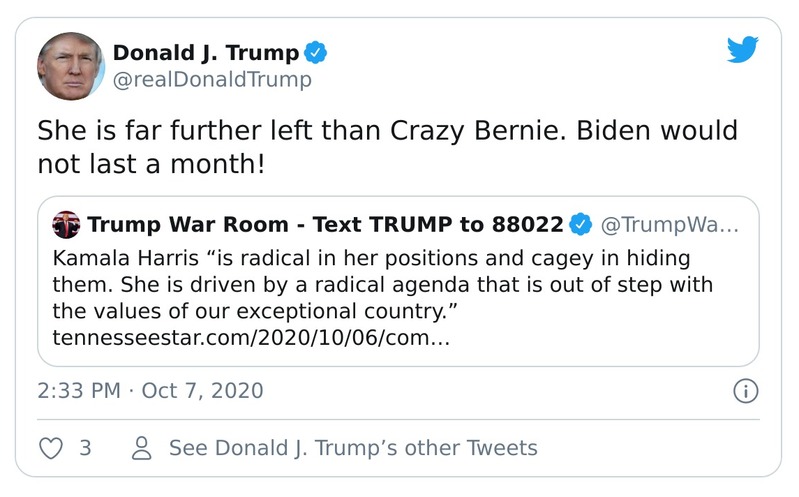 Donald J. Trump
@realDonaldTrump
She is far further left than Crazy Bernie. Biden would
not last a month!
Trump War Room - Text TRUMP to 88022 @TrumpWa…
Kamala Harris “is radical in her positions and cagey in hiding
them. She is driven by a radical agenda that is out of step with
the values of our exceptional country.”
tennesseestar.com/2020/10/06/com…
2:33 PM · Oct 7, 2020
3 See Donald J. Trump’s other Tweets